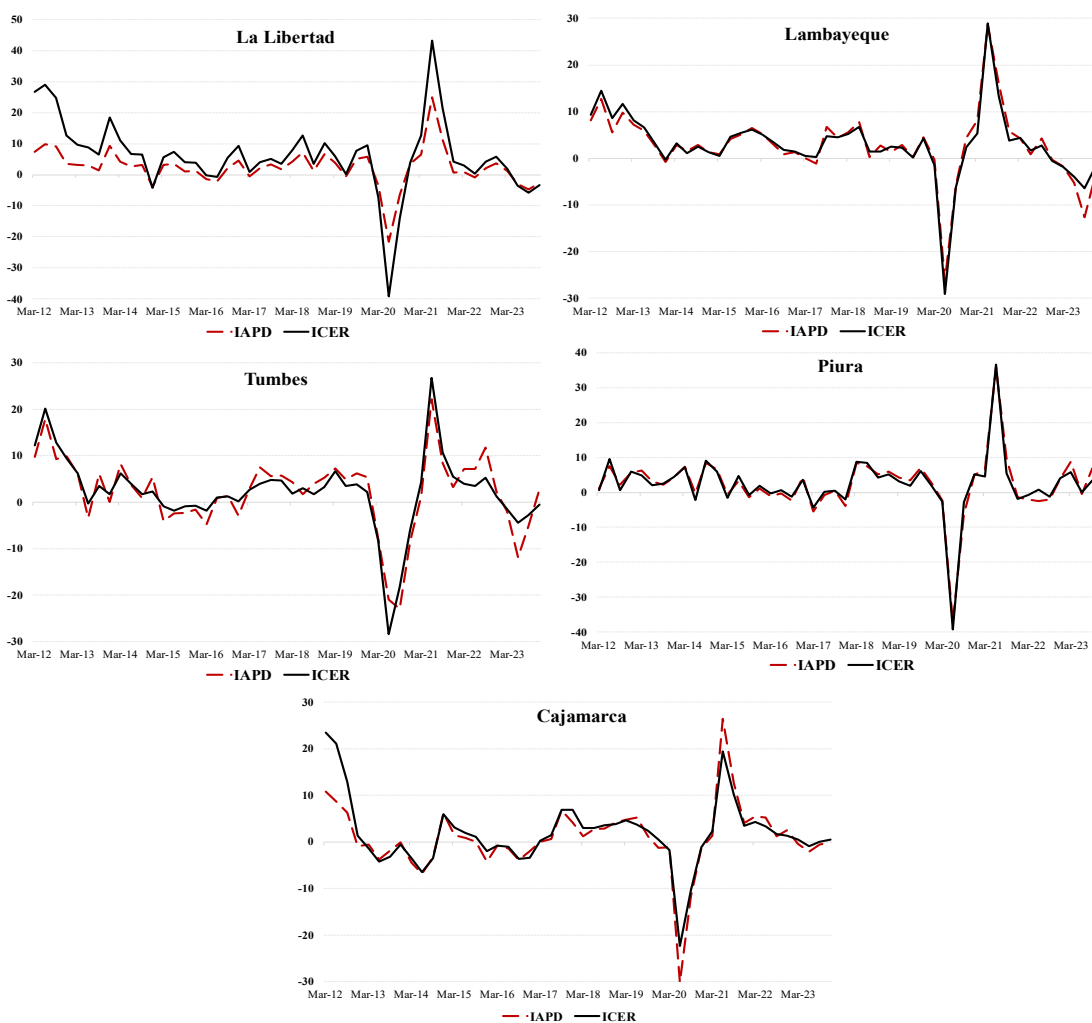 La Libertad
50
40
30
20
10
0
-10
-20
-30
-40
Mar-12 Mar-13 Mar-14 Mar-15 Mar-16 Mar-17 Mar-18 Mar-19 Mar-20 Mar-21 Mar-22 Mar-23
IAPD ICER
Lambayeque
30
20
10
0
-10
-20
-30
Mar-12 Mar-13 Mar-14 Mar-15 Mar-16 Mar-17 Mar-18 Mar-19 Mar-20 Mar-21 Mar-22 Mar-23
IAPD ICER
Tumbes
30
20
10
0
-10
-20
-30
Mar-12 Mar-13 Mar-14 Mar-15 Mar-16 Mar-17 Mar-18 Mar-19 Mar-20 Mar-21 Mar-22 Mar-23
IAPD ICER
Piura
40
30
20
10
0
-10
-20
-30
-40
Mar-12 Mar-13 Mar-14 Mar-15 Mar-16 Mar-17 Mar-18 Mar-19 Mar-20 Mar-21 Mar-22 Mar-23
IAPD ICER
Cajamarca
30
20
10
0
-10
-20
-30
Mar-12 Mar-13 Mar-14 Mar-15 Mar-16 Mar-17 Mar-18 Mar-19 Mar-20 Mar-21 Mar-22 Mar-23
IAPD ICER